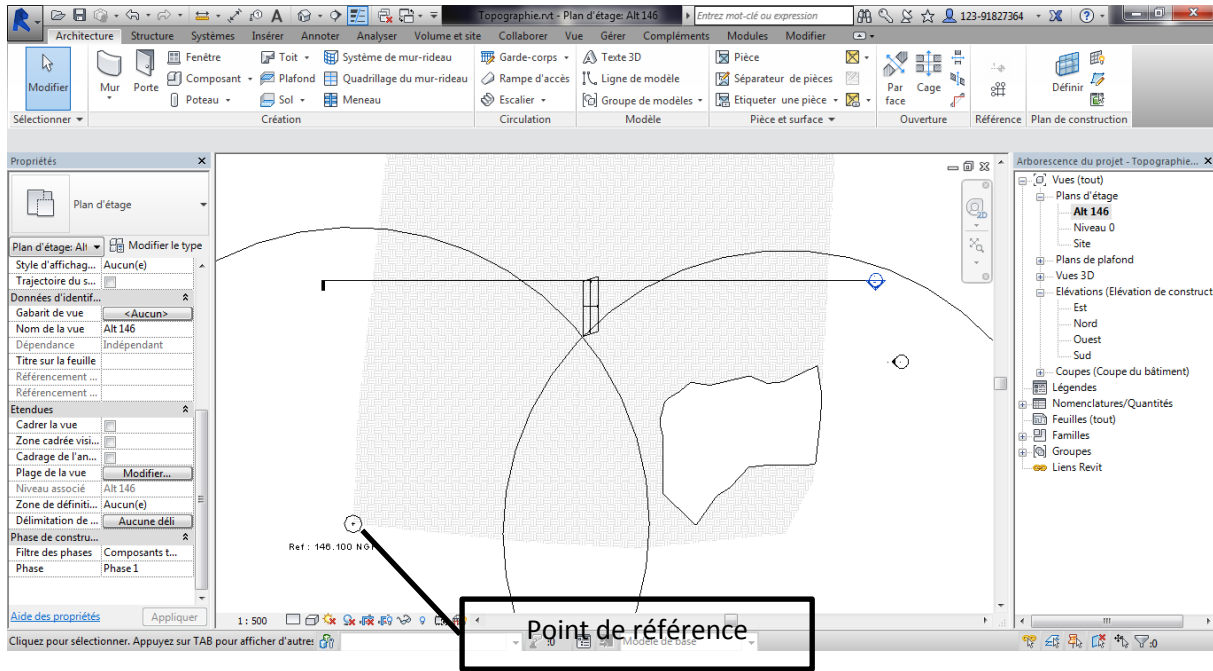 Topographie.rvt - Plan d'étage: Alt 146
Entrez mot-clé ou expression
123-91827364
Architecture Structure Systèmes Insérer Annoter Analyser Volume et site Collaborer Vue Gérer Compléments Modules Modifier
Modifier
Mur
Porte
Fenêtre
Composant
Poteau
Toit
Plafond
Sol
Système de mur-rideau
Quadrillage du mur-rideau
Meneau
Garde-corps
Rampe d'accès
Escalier
Texte 3D
Ligne de modèle
Groupe de modèles
Pièce
Séparateur de pièces
Etiqueter une pièce
Par face
Cage
Définir
Sélectionner
Création
Circulation
Modèle
Pièce et surface
Ouverture
Référence
Plan de construction
Propriétés
Plan d'étage
Plan d'étage: Alt
Modifier le type
Style d'affichag... Aucun(e)
Trajectoire du s...
Données d'identif...
Gabarit de vue <Aucun>
Nom de la vue Alt 146
Dépendance Indépendant
Titre sur la feuille
Référencement ...
Référencement ...
Etendues
Cadrer la vue
Zone cadrée visi...
Cadrage de l'an...
Plage de la vue Modifier...
Niveau associé Alt 146
Zone de définiti... Aucun(e)
Délimitation de ... Aucune déli
Phase de constru...
Filtre des phases Composants t...
Phase Phase 1
Aide des propriétés
Appliquer
2D
Ref : 146.100 NGF
Point de référence
1 : 500
Cliquez pour sélectionner. Appuyez sur TAB pour afficher d'autres
:0
Modèle de base
:0
Arborescence du projet - Topographie...
Vues (tout)
Plans d'étage
Alt 146
Niveau 0
Site
Plans de plafond
Vues 3D
Elévations (Elévation de construct
Est
Nord
Ouest
Sud
Coupes (Coupe du bâtiment)
Légendes
Nomenclatures/Quantités
Feuilles (tout)
Familles
Groupes
Liens Revit